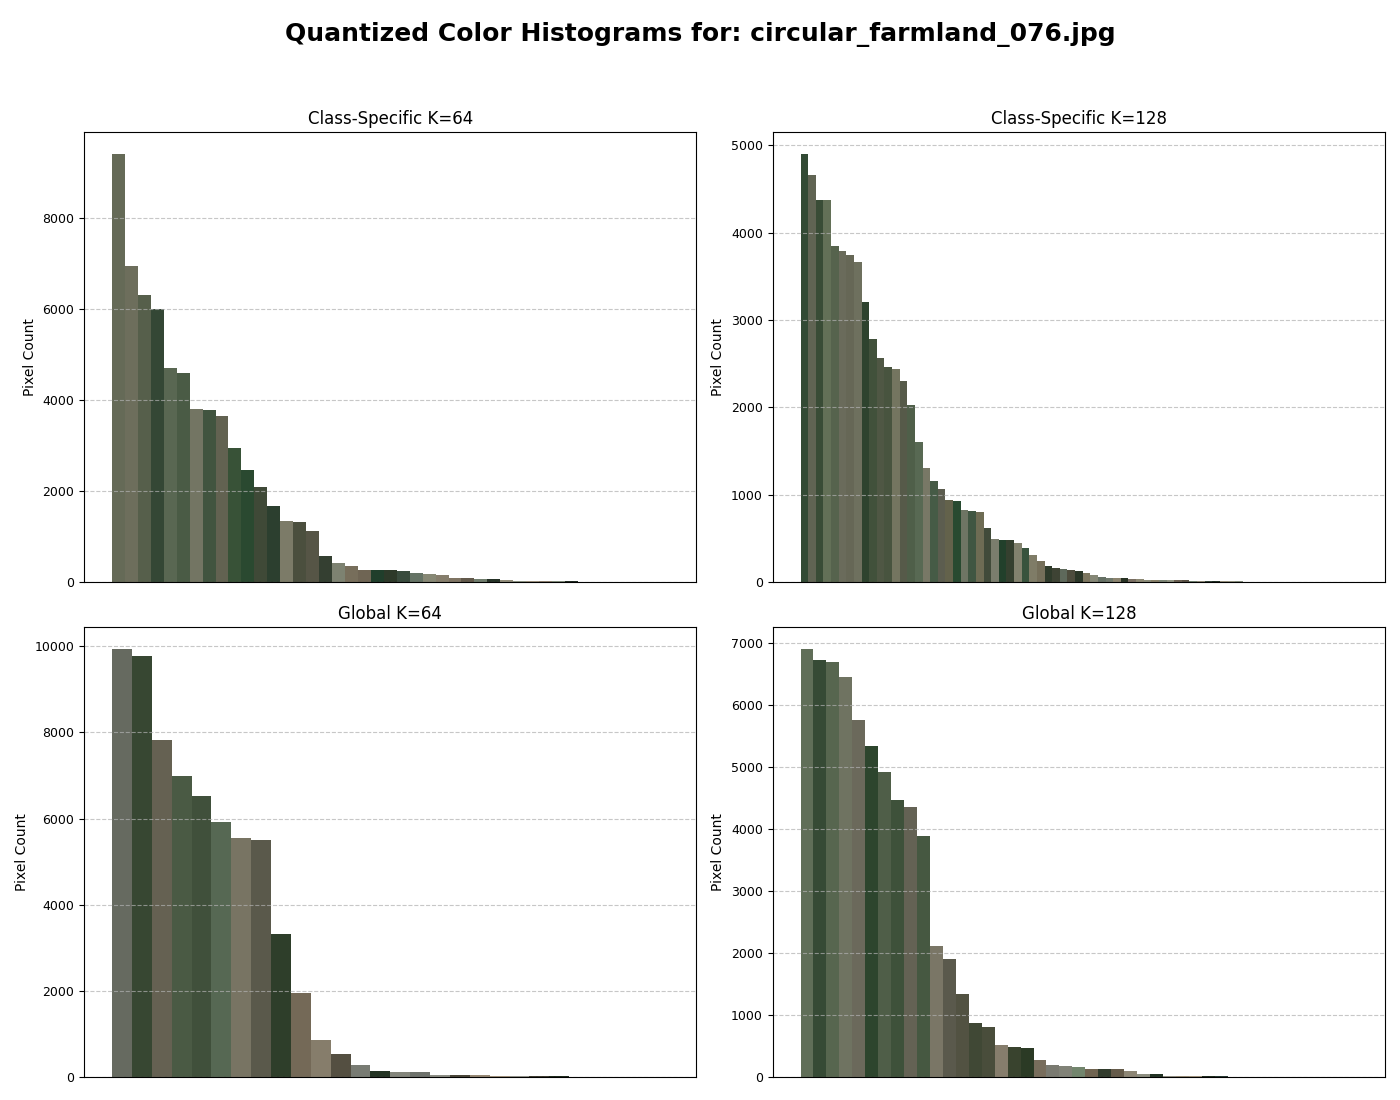 Quantized Color Histograms for: circular_farmland_076.jpg
Class-Specific K=64
Pixel Count
8000
6000
4000
2000
0
Class-Specific K=128
Pixel Count
5000
4000
3000
2000
1000
0
Global K=64
Pixel Count
10000
8000
6000
4000
2000
0
Global K=128
Pixel Count
7000
6000
5000
4000
3000
2000
1000
0